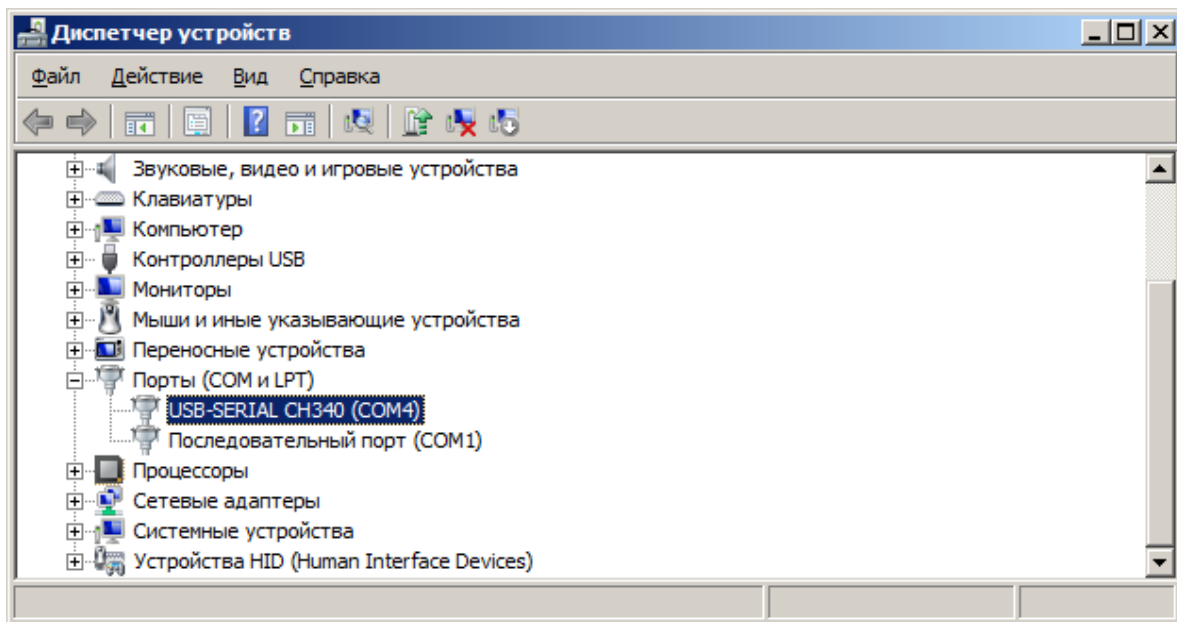 Диспетчер устройств
Файл Действие Вид Справка
Звуковые, видео и игровые устройства
Клавиатуры
Компьютер
Контроллеры USB
Мониторы
Мыши и иные указывающие устройства
Переносные устройства
Порты (COM и LPT)
USB-SERIAL CH340 (COM4)
Последовательный порт (COM1)
Процессоры
Сетевые адаптеры
Системные устройства
Устройства HID (Human Interface Devices)